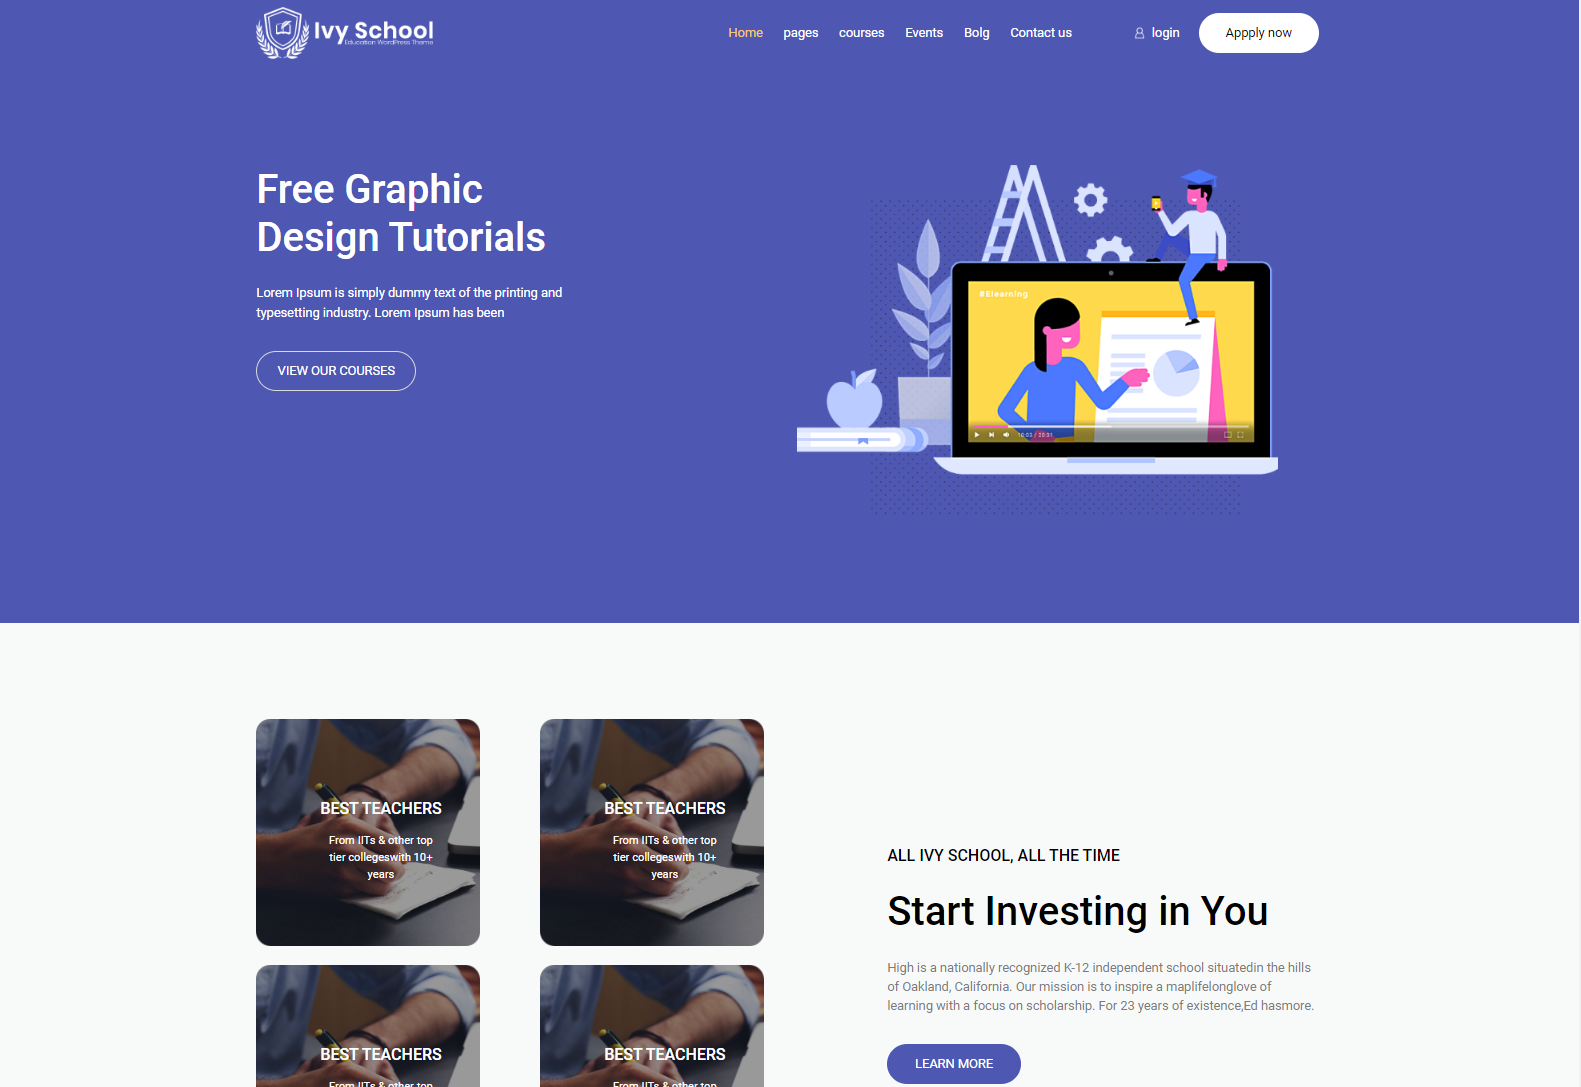 Ivy School
Education WordPress Theme
Home
pages
courses
Events
Bolg
Contact us
login
Appply now
Free Graphic
Design Tutorials
Lorem Ipsum is simply dummy text of the printing and
typesetting industry. Lorem Ipsum has been
VIEW OUR COURSES
#Elearning
10:03 / 20:31
BEST TEACHERS
From IITs & other top
tier collegeswith 10+
years
BEST TEACHERS
From IITs & other top
tier collegeswith 10+
years
ALL IVY SCHOOL, ALL THE TIME
Start Investing in You
High is a nationally recognized K-12 independent school situatedin the hills
of Oakland, California. Our mission is to inspire a maplifelonglove of
learning with a focus on scholarship. For 23 years of existence,Ed hasmore.
LEARN MORE
BEST TEACHERS
From IITs & other top
BEST TEACHERS
From IITs & other top